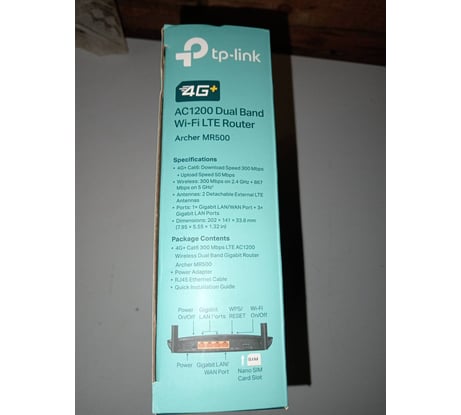 tp-link
4G+
AC1200 Dual Band
Wi-Fi LTE Router
Archer MR500
Specifications
• 4G+ Cat6: Download Speed 300 Mbps
• Upload Speed 50 Mbps
• Wireless: 300 Mbps on 2.4 GHz + 867
Mbps on 5 GHz
• Antennas: 2 Detachable External LTE
Antennas
• Ports: 1× Gigabit LAN/WAN Port + 3×
Gigabit LAN Ports
• Dimensions: 202 × 141 × 33.6 mm
(7.95 × 5.55 × 1.32 in)
Package Contents
• 4G+ Cat6 300 Mbps LTE AC1200
Wireless Dual Band Gigabit Router
Archer MR500
• Power Adapter
• RJ45 Ethernet Cable
• Quick Installation Guide
Power On/Off
Gigabit LAN Ports
WPS/ RESET
Wi-Fi On/Off
Power
Gigabit LAN/ WAN Port
SIM
Nano SIM Card Slot